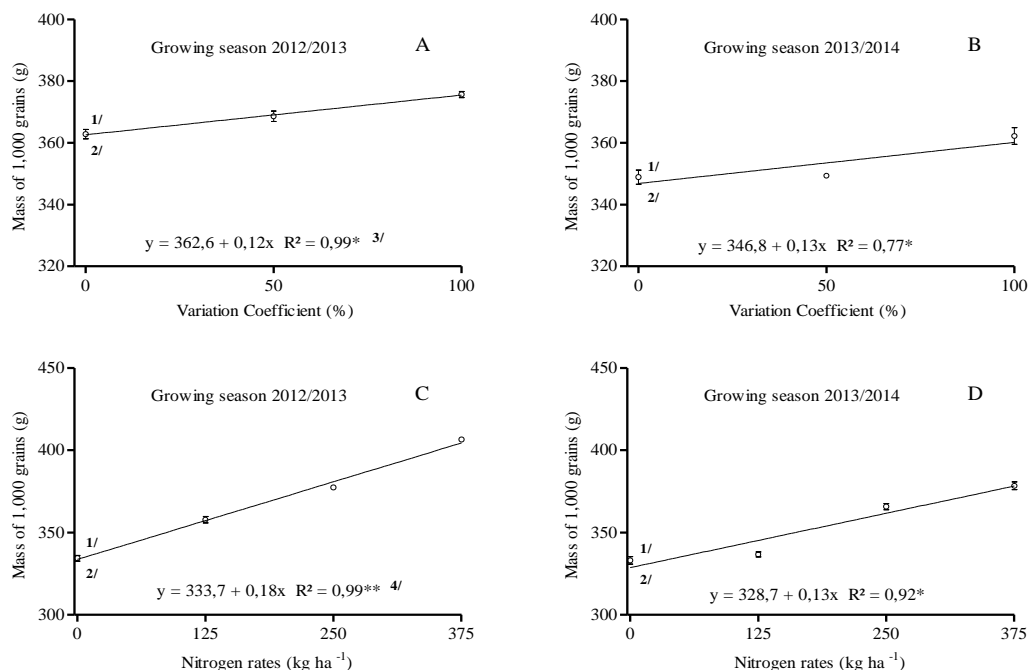 Growing season 2012/2013 A
Mass of 1,000 grains (g)
400
380
360
340
320
1/
2/
y = 362,6 + 0,12x R² = 0,99* 3/
0 50 100
Variation Coefficient (%)
Growing season 2013/2014 B
Mass of 1,000 grains (g)
400
380
360
340
320
1/
2/
y = 346,8 + 0,13x R² = 0,77*
0 50 100
Variation Coefficient (%)
Growing season 2012/2013 C
Mass of 1,000 grains (g)
450
400
350
300
1/
2/
y = 333,7 + 0,18x R² = 0,99** 4/
0 125 250 375
Nitrogen rates (kg ha ⁻¹)
Growing season 2013/2014 D
Mass of 1,000 grains (g)
450
400
350
300
1/
2/
y = 328,7 + 0,13x R² = 0,92*
0 125 250 375
Nitrogen rates (kg ha ⁻¹)